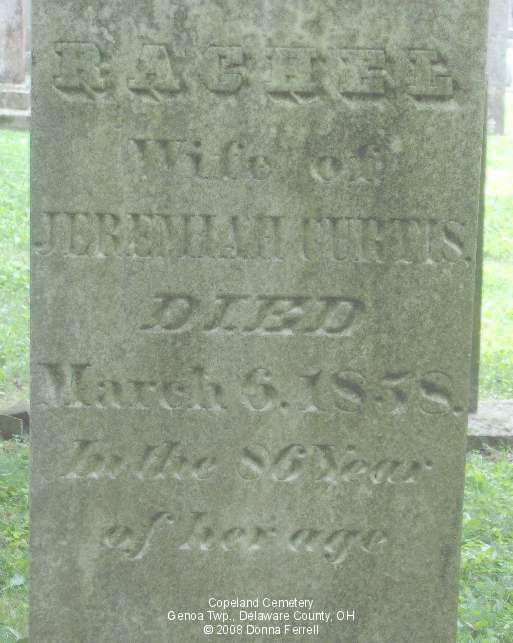 RACHEL
Wife of
JEREMIAH CURTIS.
DIED
March 6. 1858.
In the 86 Year
of her age
Copeland Cemetery
Genoa Twp., Delaware County, OH
© 2008 Donna Ferrell